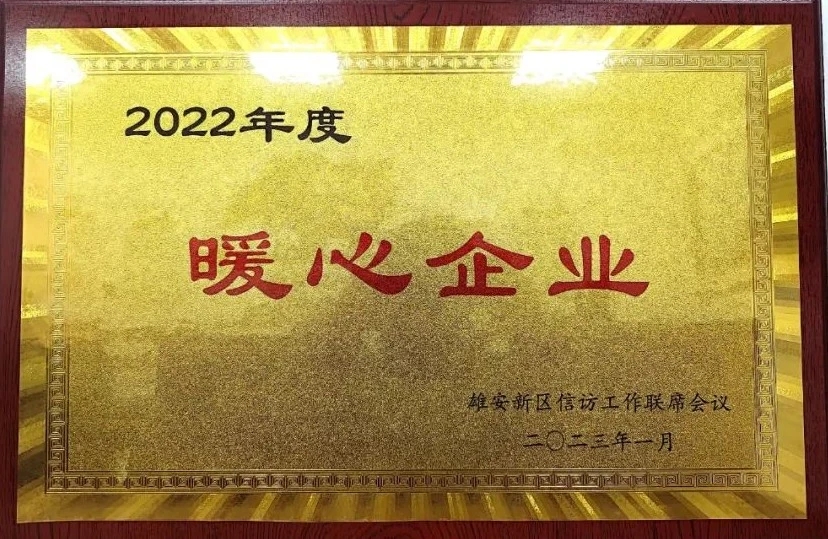 2022年度
暖心企业
雄安新区信访工作联席会议
二〇二三年一月